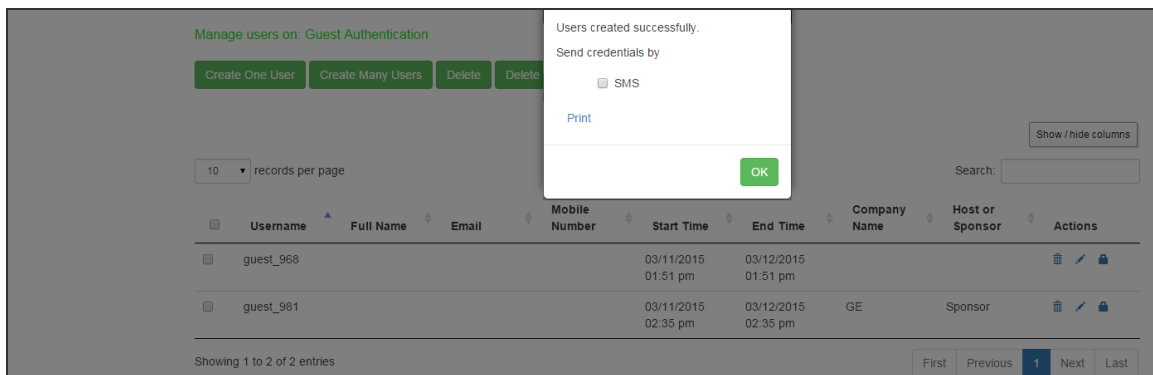 Manage users on: Guest Authentication
Create One User Create Many Users Delete Delete
Users created successfully.
Send credentials by
SMS
Print
OK
Show / hide columns
10 records per page
Search:
Username Full Name Email Mobile Number Start Time End Time Company Name Host or Sponsor Actions
guest_968 03/11/2015 03/12/2015
01:51 pm 01:51 pm
guest_981 03/11/2015 03/12/2015 GE Sponsor
02:35 pm 02:35 pm
Showing 1 to 2 of 2 entries
First Previous 1 Next Last